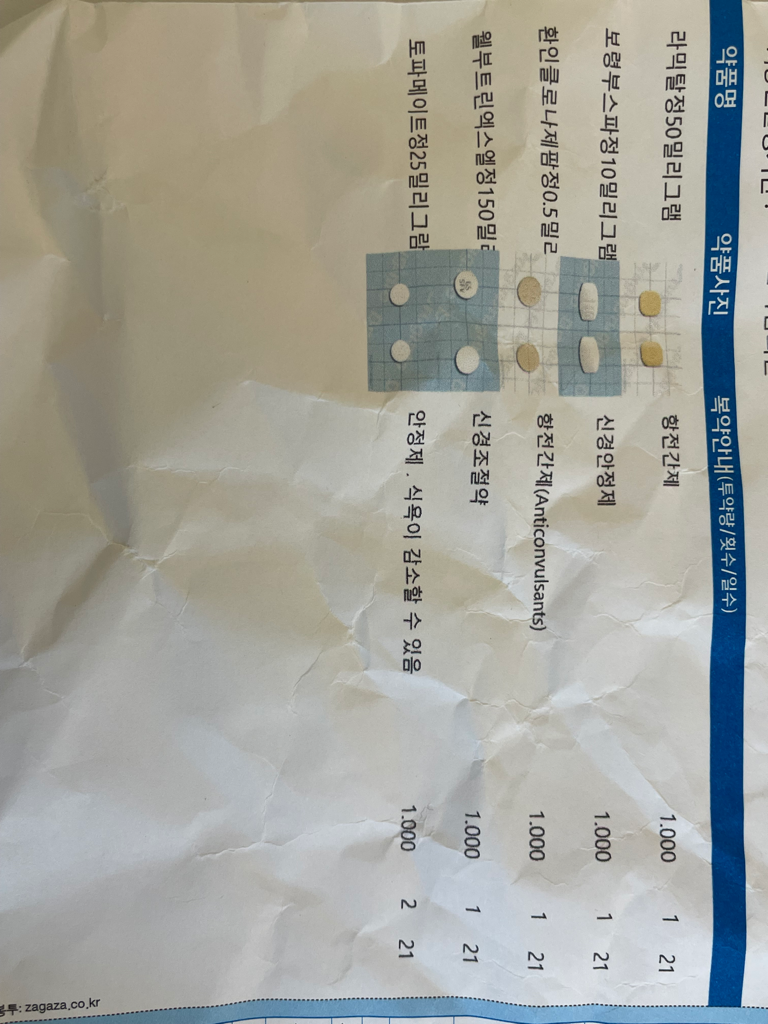 약품명 약품사진 복약안내(투약량/횟수/일수)
라믹탈정50밀리그램 항전간제 1.000 1 21
보령부스파정10밀리그램 신경안정제 1.000 1 21
환인클로나제팜정0.5밀리 항전간제(Anticonvulsants) 1.000 1 21
웰부트린엑스엘정150밀리 신경조절약 1.000 1 21
토파메이트정25밀리그람 안정제 . 식욕이 감소할 수 있음 1.000 2 21
봉투: zagaza.co.kr